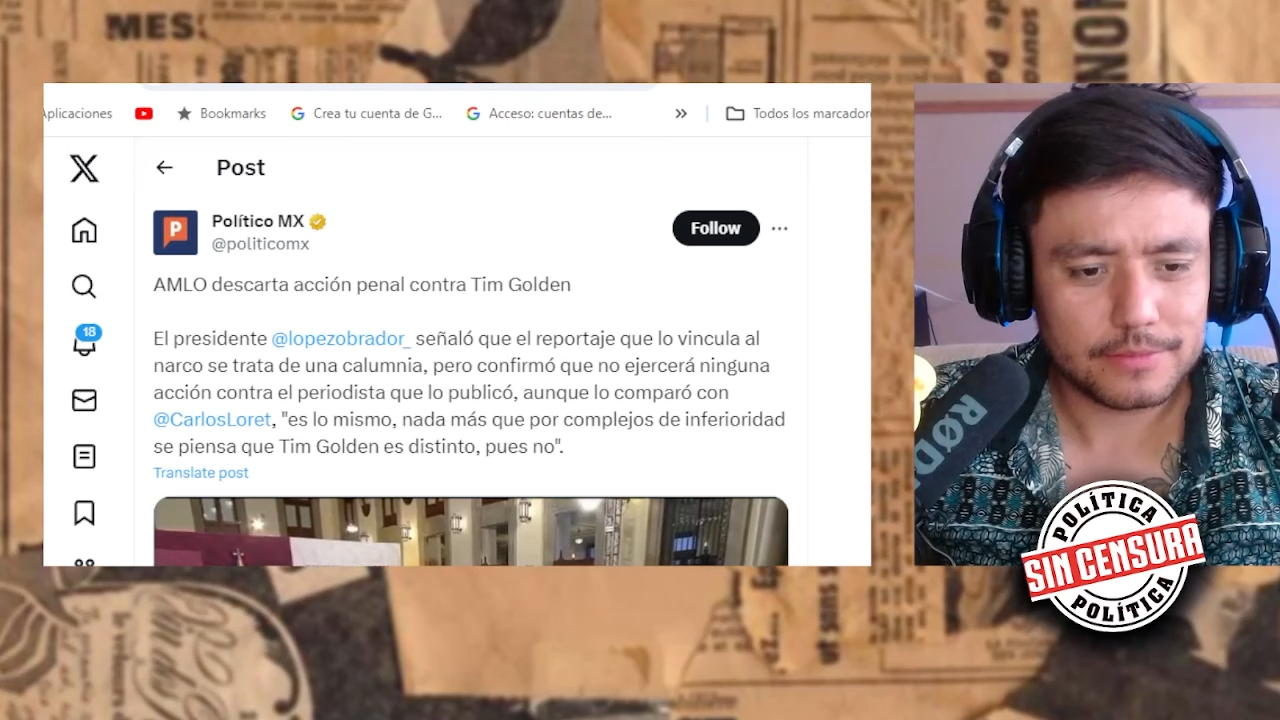 MES
Aplicaciones
Bookmarks
Crea tu cuenta de G...
Acceso: cuentas de...
»
Todos los marcador
X
Post
Político MX
@politicomx
Follow
AMLO descarta acción penal contra Tim Golden
18
El presidente @lopezobrador_ señaló que el reportaje que lo vincula al
narco se trata de una calumnia, pero confirmó que no ejercerá ninguna
acción contra el periodista que lo publicó, aunque lo comparó con
@CarlosLoret, "es lo mismo, nada más que por complejos de inferioridad
se piensa que Tim Golden es distinto, pues no".
Translate post
RØD
POLÍTICA
SIN CENSURA
POLÍTICA